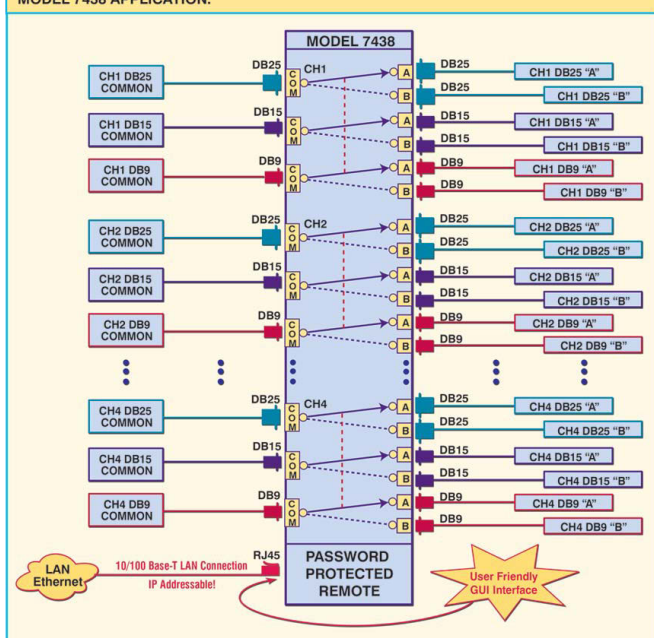 MODEL 7438 APPLICATION:
MODEL 7438
CH1 DB25
COMMON
DB25
COM
CH1
A
DB25
CH1 DB25 "A"
B
DB25
CH1 DB25 "B"
CH1 DB15
COMMON
DB15
COM
A
DB15
CH1 DB15 "A"
B
DB15
CH1 DB15 "B"
CH1 DB9
COMMON
DB9
COM
A
DB9
CH1 DB9 "A"
B
DB9
CH1 DB9 "B"
CH2 DB25
COMMON
DB25
COM
CH2
A
DB25
CH2 DB25 "A"
B
DB25
CH2 DB25 "B"
CH2 DB15
COMMON
DB15
COM
A
DB15
CH2 DB15 "A"
B
DB15
CH2 DB15 "B"
CH2 DB9
COMMON
DB9
COM
A
DB9
CH2 DB9 "A"
B
DB9
CH2 DB9 "B"
CH4 DB25
COMMON
DB25
COM
CH4
A
DB25
CH4 DB25 "A"
B
DB25
CH4 DB25 "B"
CH4 DB15
COMMON
DB15
COM
A
DB15
CH4 DB15 "A"
B
DB15
CH4 DB15 "B"
CH4 DB9
COMMON
DB9
COM
A
DB9
CH4 DB9 "A"
B
DB9
CH4 DB9 "B"
LAN
Ethernet
10/100 Base-T LAN Connection
IP Addressable!
RJ45
PASSWORD
PROTECTED
REMOTE
User Friendly
GUI Interface